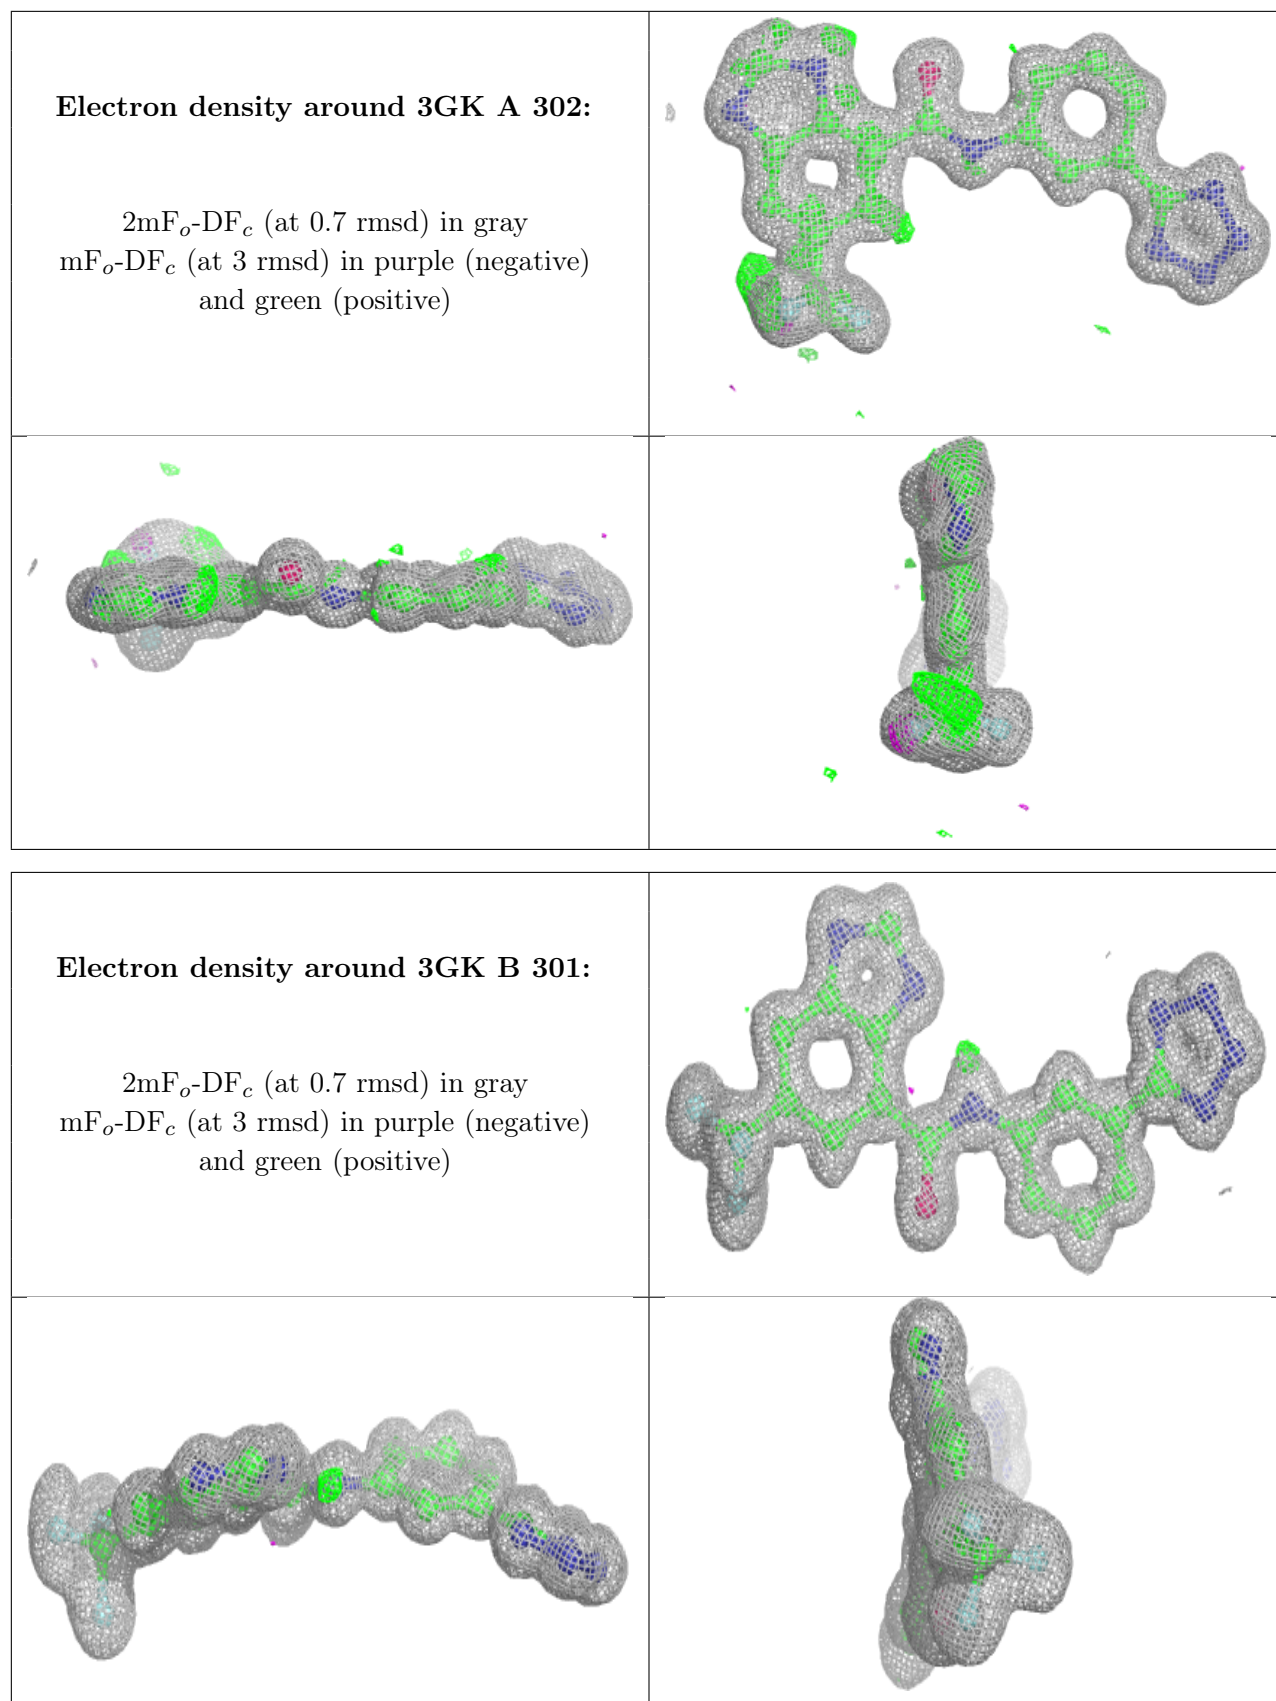 Electron density around 3GK A 302:
2mFo-DFc (at 0.7 rmsd) in gray
mFo-DFc (at 3 rmsd) in purple (negative)
and green (positive)
Electron density around 3GK B 301:
2mFo-DFc (at 0.7 rmsd) in gray
mFo-DFc (at 3 rmsd) in purple (negative)
and green (positive)